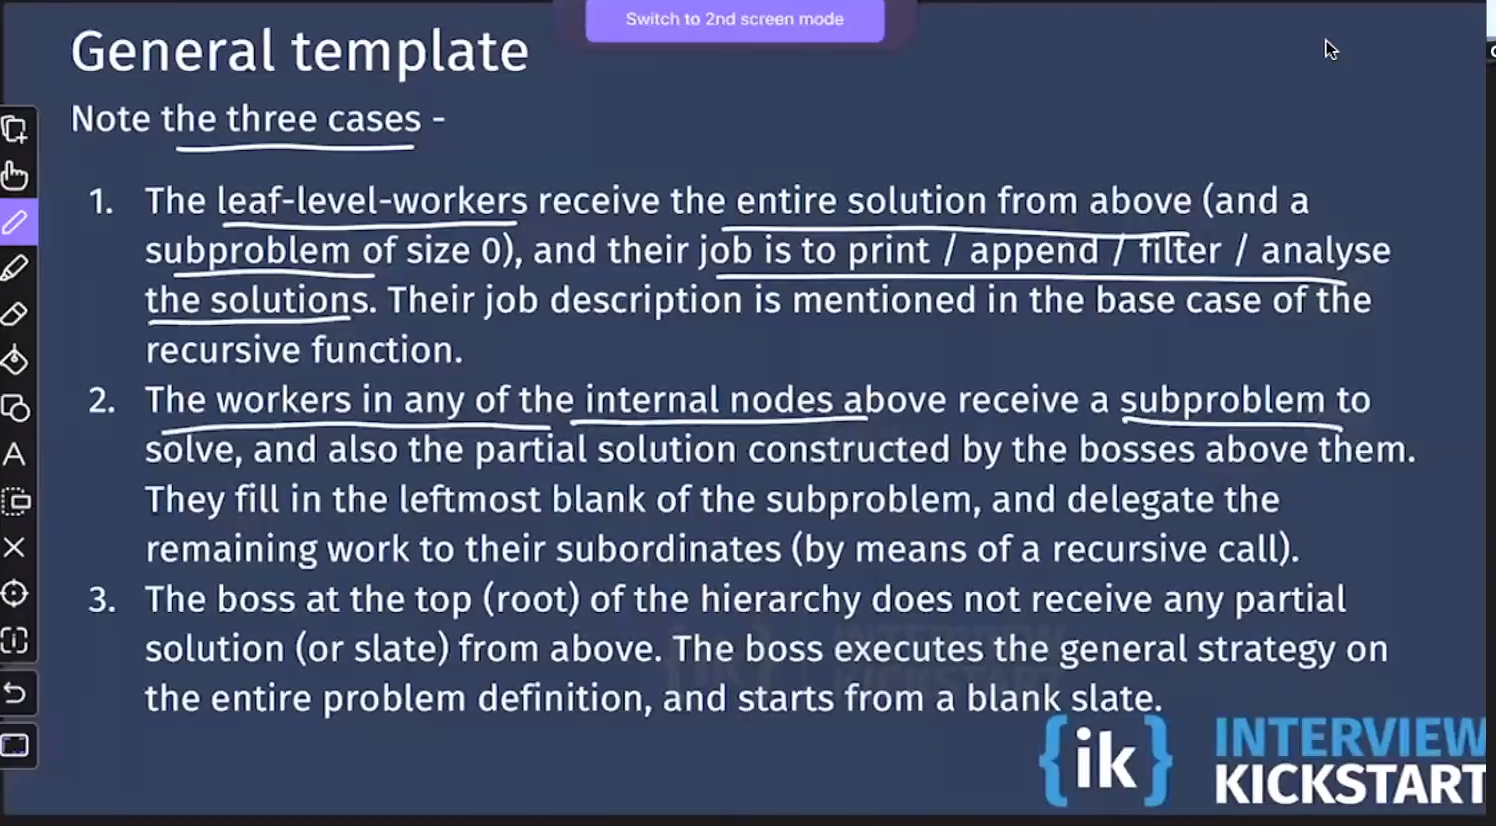 Switch to 2nd screen mode
General template
Note the three cases -
1. The leaf-level-workers receive the entire solution from above (and a
subproblem of size 0), and their job is to print / append / filter / analyse
the solutions. Their job description is mentioned in the base case of the
recursive function.
2. The workers in any of the internal nodes above receive a subproblem to
solve, and also the partial solution constructed by the bosses above them.
They fill in the leftmost blank of the subproblem, and delegate the
remaining work to their subordinates (by means of a recursive call).
3. The boss at the top (root) of the hierarchy does not receive any partial
solution (or slate) from above. The boss executes the general strategy on
the entire problem definition, and starts from a blank slate.
{ik} INTERVIEW
KICKSTART